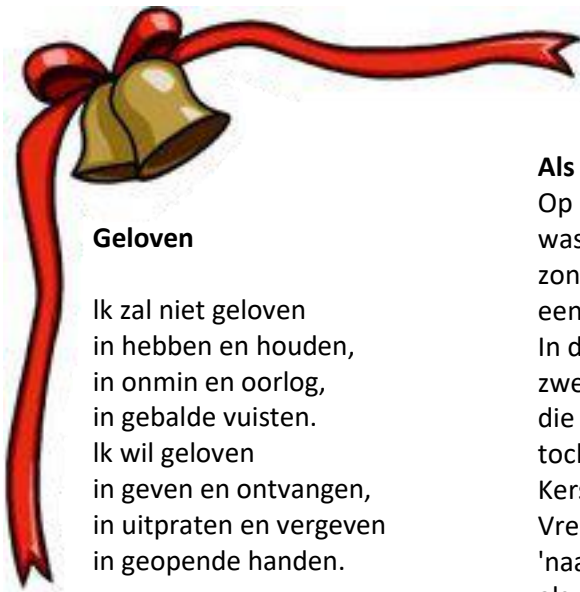 Geloven
Ik zal niet geloven
in hebben en houden,
in onmin en oorlog,
in gebalde vuisten.
Ik wil geloven
in geven en ontvangen,
in uitpraten en vergeven
in geopende handen.
Als
Op
was
zon
een
In d
zwe
die
tocl
Kers
Vre
'naa